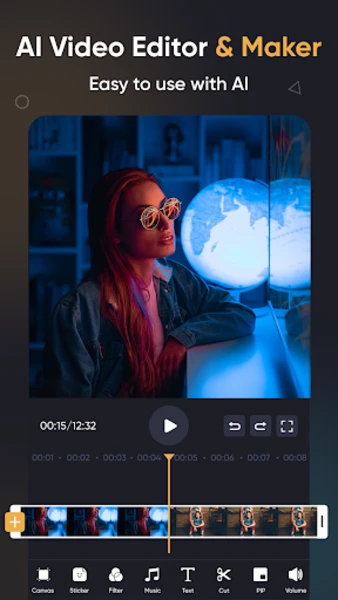 AI Video Editor & Maker
Easy to use with AI
00:15/12:32
00:01 • 00:02 • 00:03 • 00:04 • 00:05 • 00:06 • 00:07 • 00:08
Canvas Sticker Filter Music Text Cut PIP Volume